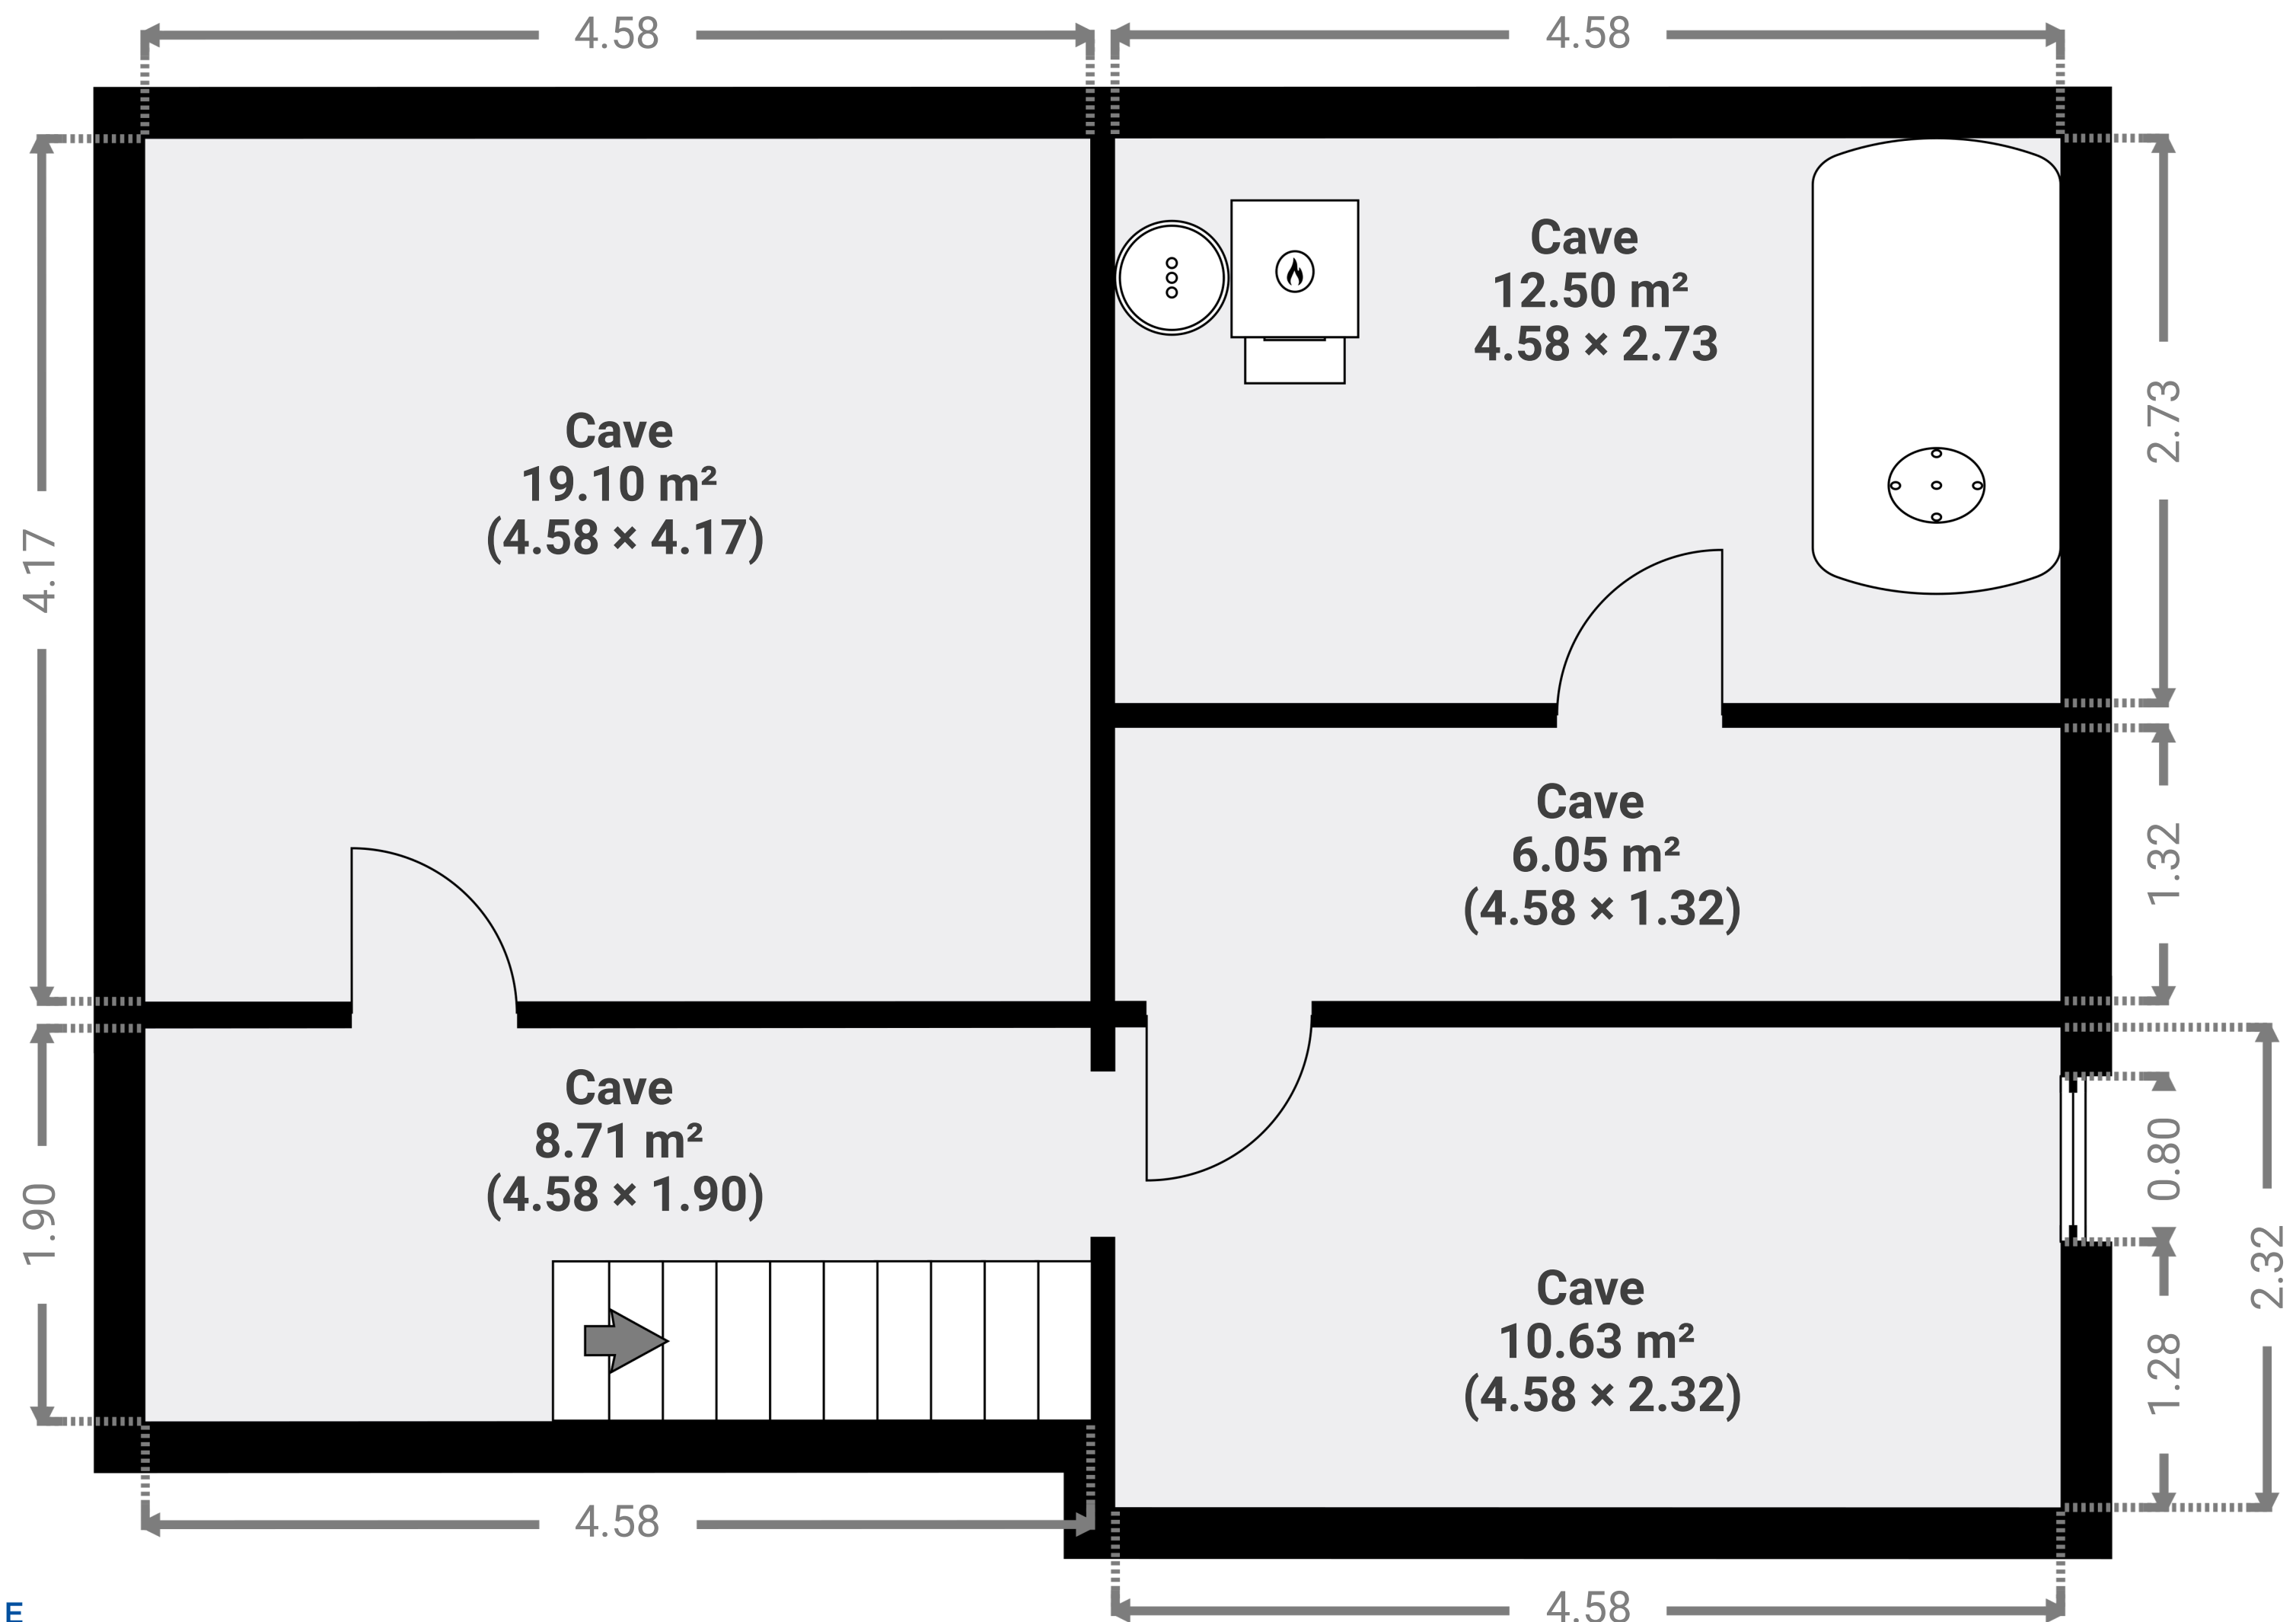 4.58
4.58
Cave
12.50 m²
4.58 × 2.73
2.73
Cave
19.10 m²
(4.58 × 4.17)
4.17
Cave
6.05 m²
(4.58 × 1.32)
1.32
Cave
8.71 m²
(4.58 × 1.90)
1.90
0.80
2.32
Cave
10.63 m²
(4.58 × 2.32)
1.28
4.58
4.58
E